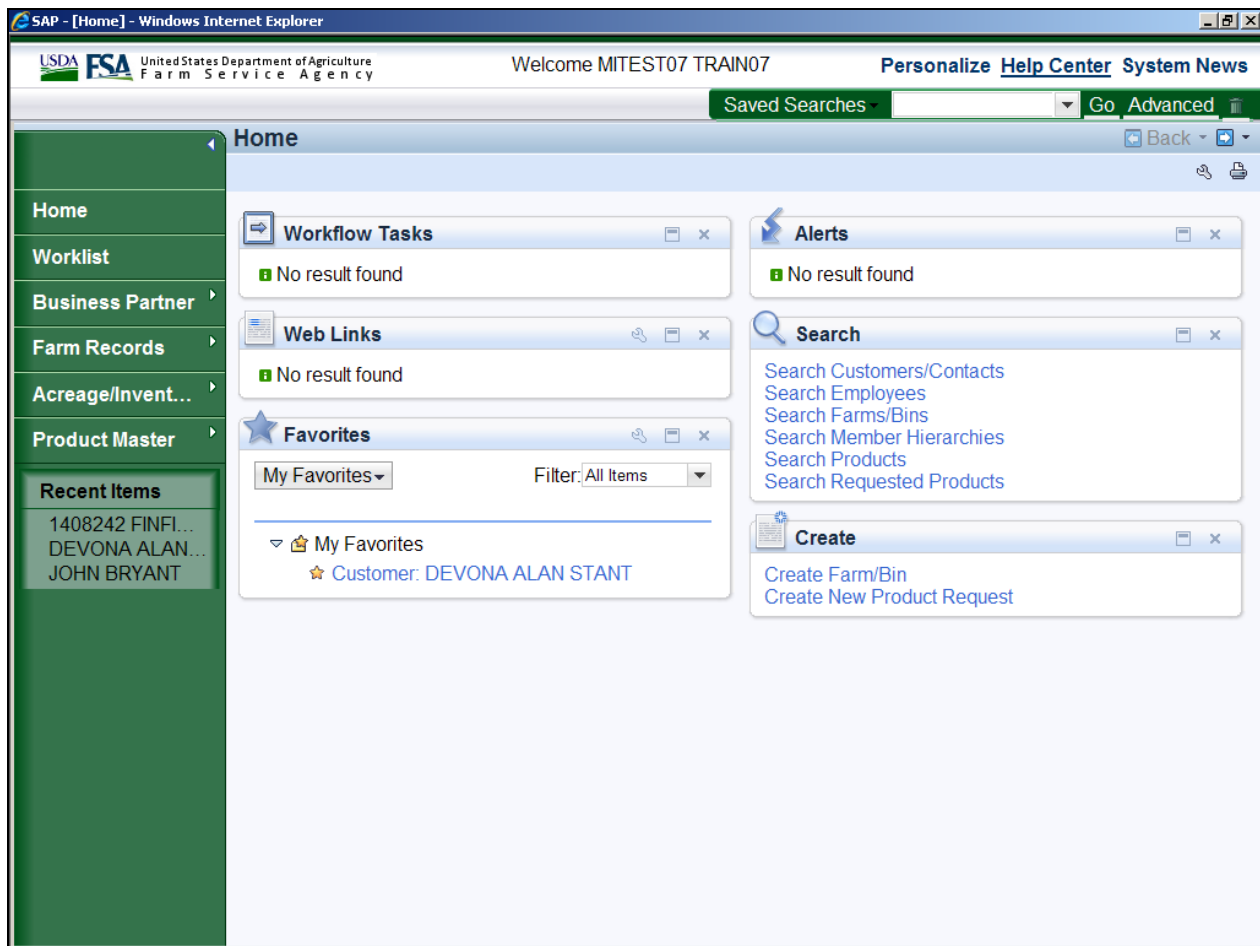 SAP - [Home] - Windows Internet Explorer
USDA FSA United States Department of Agriculture
Farm Service Agency
Welcome MITEST07 TRAIN07
Personalize Help Center System News
Saved Searches Go Advanced
Home
Back
Home
Worklist
Business Partner
Farm Records
Acreage/Invent...
Product Master
Recent Items
1408242 FINFI...
DEVONA ALAN...
JOHN BRYANT
Workflow Tasks
No result found
Web Links
No result found
Favorites
My Favorites
Filter: All Items
My Favorites
Customer: DEVONA ALAN STANT
Alerts
No result found
Search
Search Customers/Contacts
Search Employees
Search Farms/Bins
Search Member Hierarchies
Search Products
Search Requested Products
Create
Create Farm/Bin
Create New Product Request